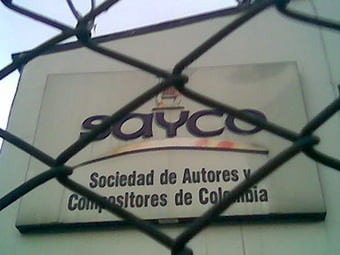 sayco
Sociedad de Autores y
Compositores de Colombia